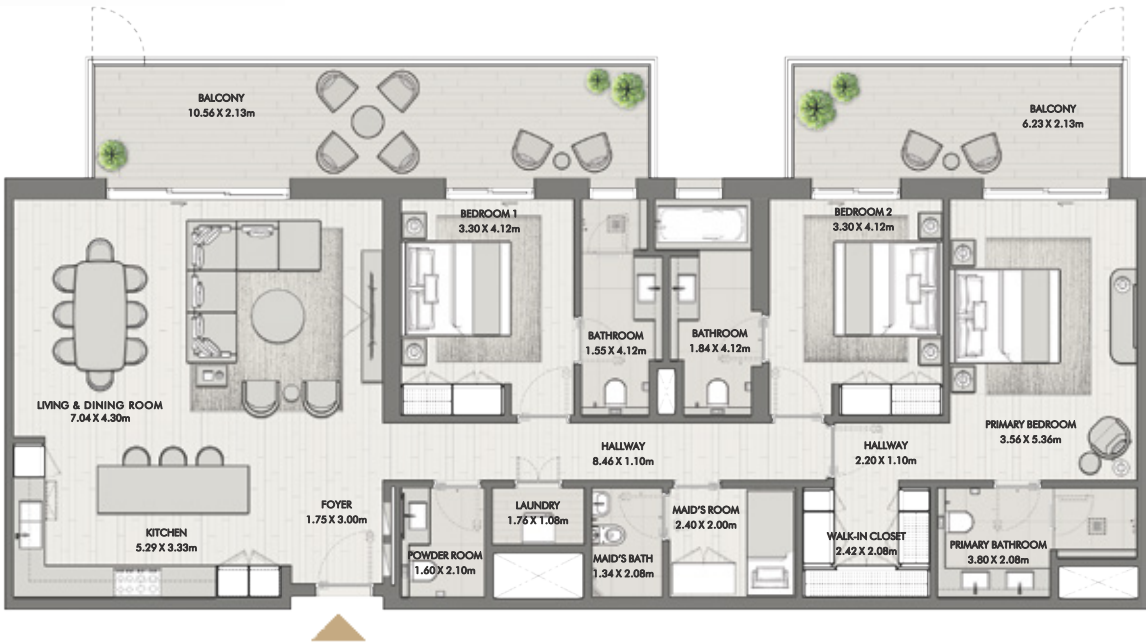 BALCONY
10.56 X 2.13m
BALCONY
6.23 X 2.13m
BEDROOM 1
3.30 X 4.12m
BEDROOM 2
3.30 X 4.12m
BATHROOM
1.55 X 4.12m
BATHROOM
1.84 X 4.12m
LIVING & DINING ROOM
7.04 X 4.30m
PRIMARY BEDROOM
3.56 X 5.36m
HALLWAY
8.46 X 1.10m
HALLWAY
2.20 X 1.10m
FOYER
1.75 X 3.00m
LAUNDRY
1.76 X 1.08m
MAID'S ROOM
2.40 X 2.00m
KITCHEN
5.29 X 3.33m
POWDER ROOM
1.60 X 2.10m
MAID'S BATH
1.34 X 2.08m
WALK-IN CLOSET
2.42 X 2.08m
PRIMARY BATHROOM
3.80 X 2.08m